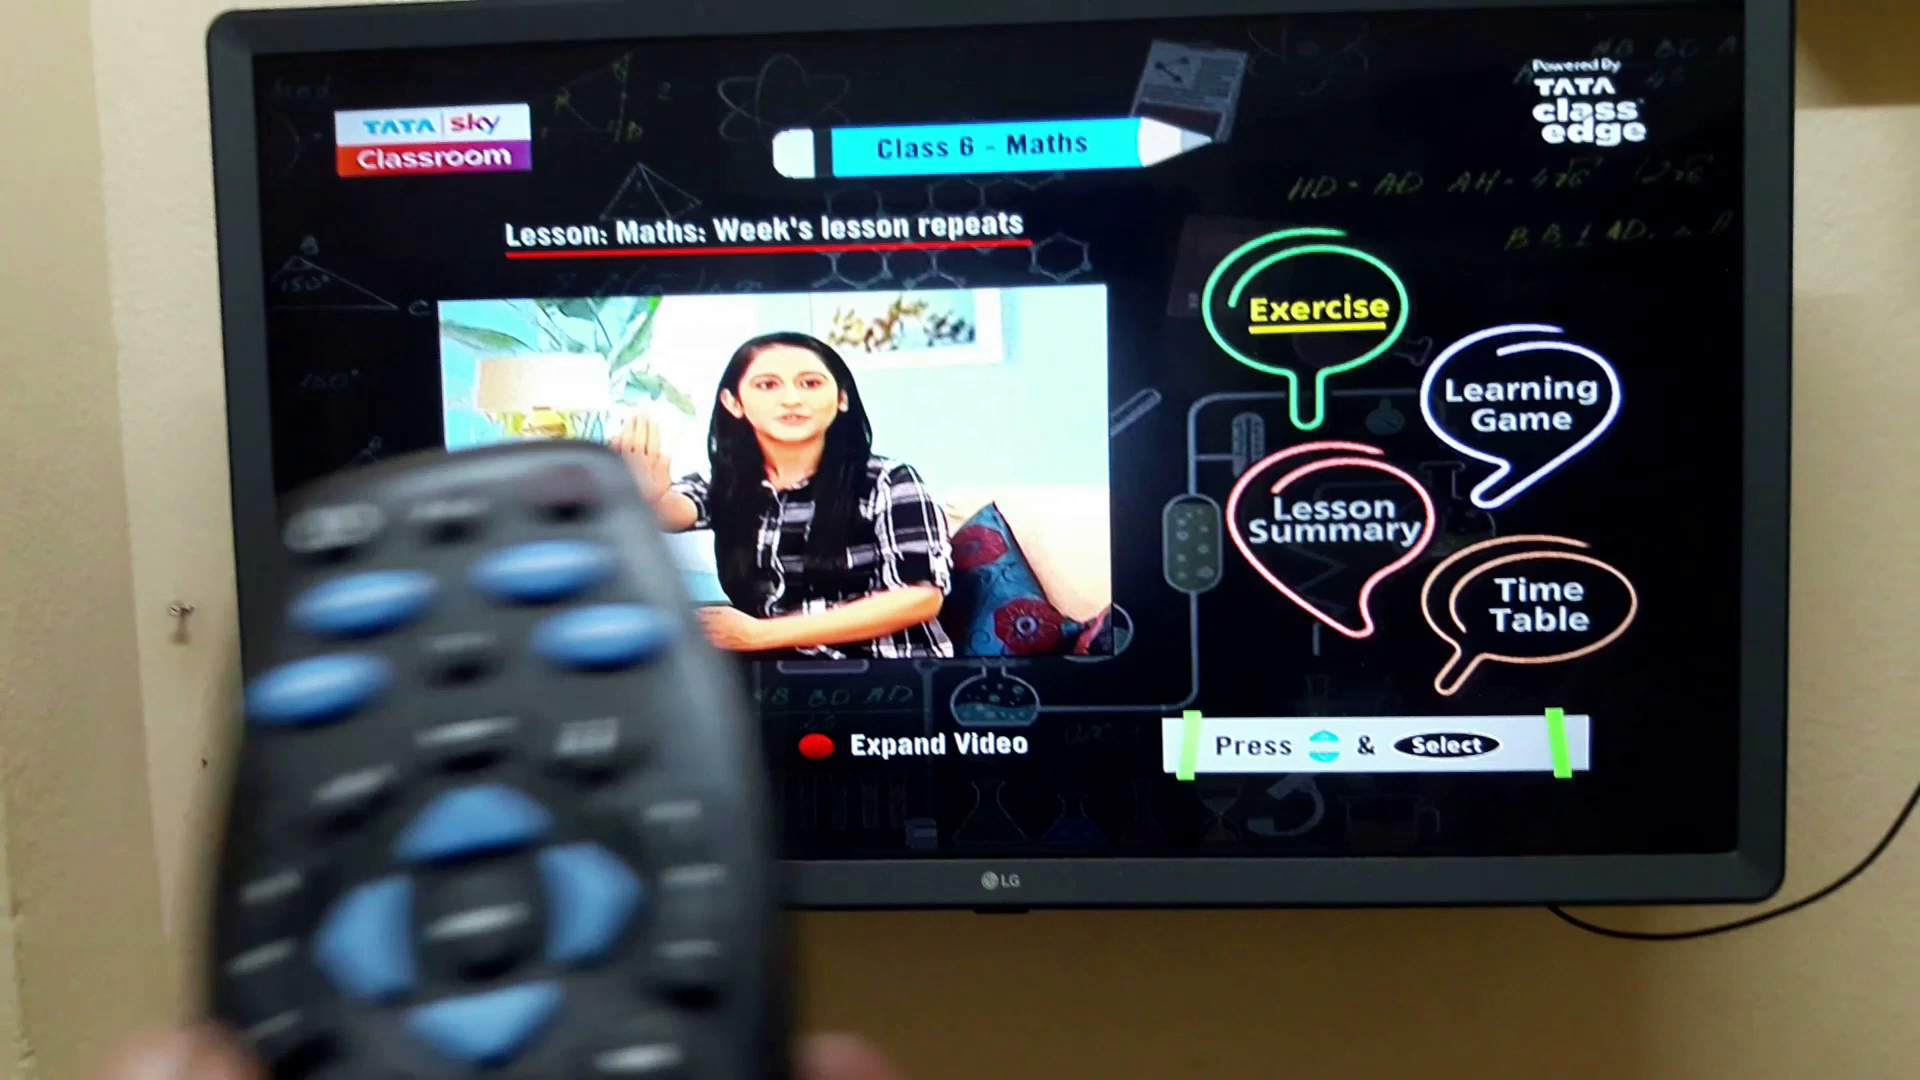 TATA sky
Classroom
Class 6 - Maths
Powered By
TATA
class
edge
Lesson: Maths: Week's lesson repeats
Exercise
Learning
Game
Lesson
Summary
Time
Table
Expand Video
Press & Select
LG